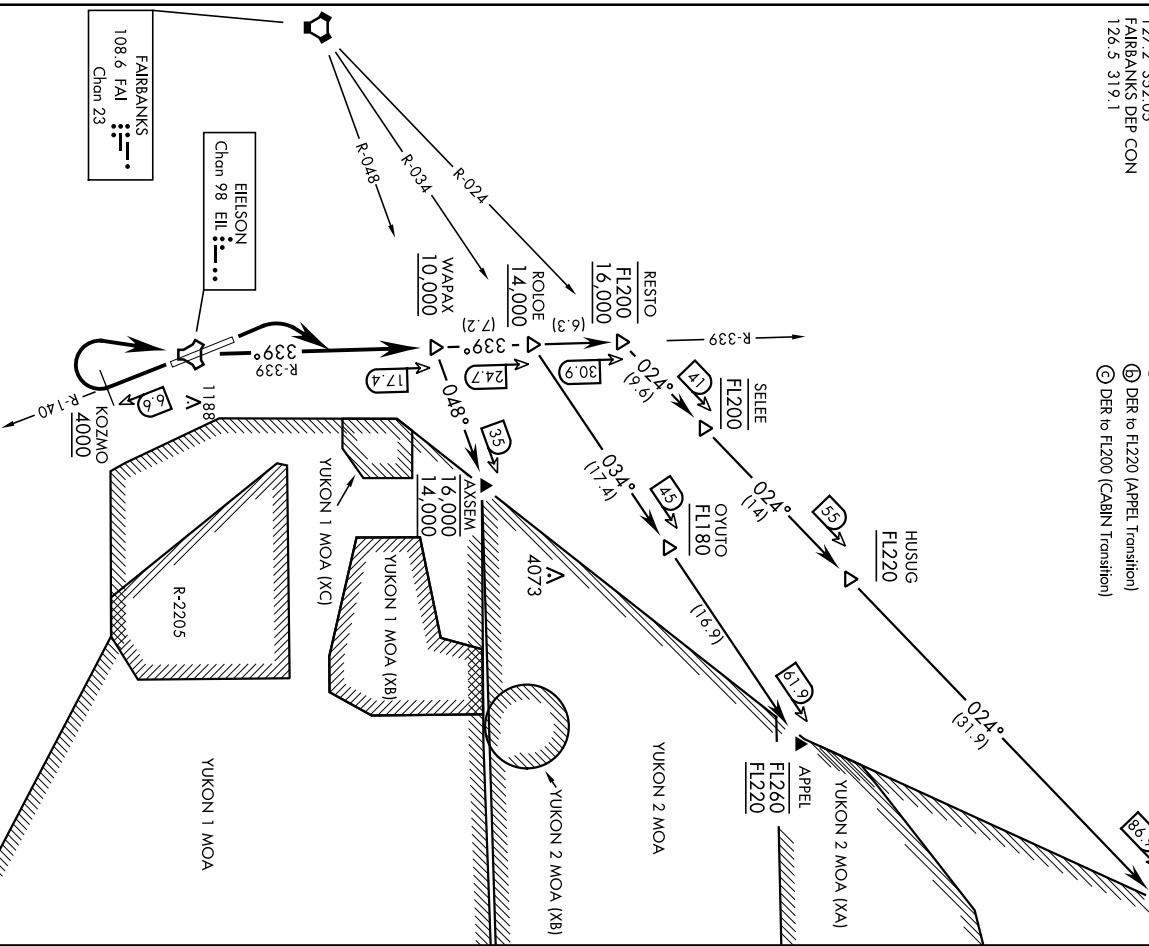 FAIRBANKS DEP CON
126.5 319.1
ⓑ DER to FL220 (APPEL Transition)
ⓒ DER to FL200 (CABIN Transition)
FAIRBANKS
108.6 FAI
Chan 23
EIELSON
Chan 98 EIL
R-048
R-034
R-024
WAPAX
10,000
ROLOE
14,000
RESTO
FL200
16,000
(7.2)
(6.3)
339°
R-339
339°
R-339
17.4
24.7
30.9
R-140
KOZMO
4000
6.6
1188
048°
35
AXSEM
16,000
14,000
024°
(9.6)
41
SELEE
FL200
024°
(14)
55
HUSUG
FL220
024°
(31.9)
86.9
034°
(17.4)
45
OYUTO
FL180
(16.9)
61.9
APPEL
FL260
FL220
4073
YUKON 1 MOA (XC)
YUKON 1 MOA (XB)
R-2205
YUKON 1 MOA
YUKON 2 MOA (XB)
YUKON 2 MOA
YUKON 2 MOA (XA)